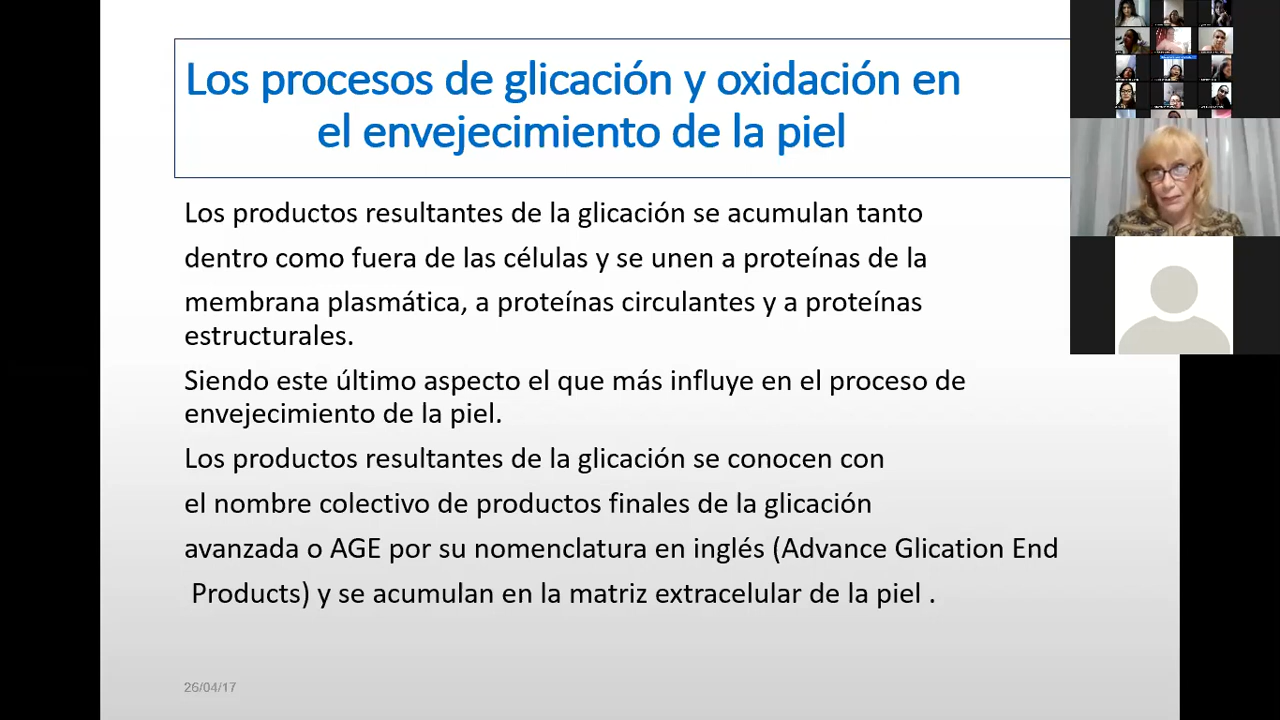 Los procesos de glicación y oxidación en
el envejecimiento de la piel
Los productos resultantes de la glicación se acumulan tanto
dentro como fuera de las células y se unen a proteínas de la
membrana plasmática, a proteínas circulantes y a proteínas
estructurales.
Siendo este último aspecto el que más influye en el proceso de
envejecimiento de la piel.
Los productos resultantes de la glicación se conocen con
el nombre colectivo de productos finales de la glicación
avanzada o AGE por su nomenclatura en inglés (Advance Glication End
Products) y se acumulan en la matriz extracelular de la piel .
26/04/17